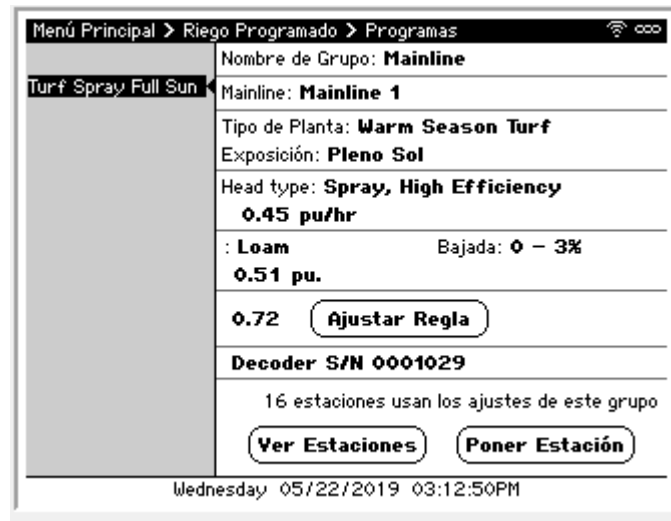 Menú Principal > Riego Programado > Programas
Turf Spray Full Sun
Nombre de Grupo: Mainline
Mainline: Mainline 1
Tipo de Planta: Warm Season Turf
Exposición: Pleno Sol
Head type: Spray, High Efficiency
0.45 pu/hr
: Loam Bajada: 0 – 3%
0.51 pu.
0.72 Ajustar Regla
Decoder S/N 0001029
16 estaciones usan los ajustes de este grupo
Ver Estaciones Poner Estación
Wednesday 05/22/2019 03:12:50PM